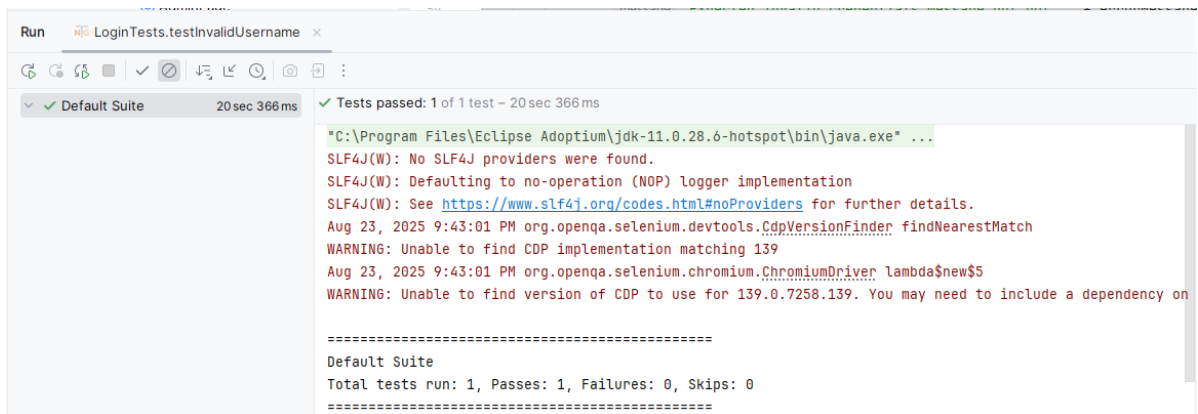 Run LoginTests.testInvalidUsername
Default Suite 20 sec 366 ms
Tests passed: 1 of 1 test – 20 sec 366 ms
"C:\Program Files\Eclipse Adoptium\jdk-11.0.28.6-hotspot\bin\java.exe" ...
SLF4J(W): No SLF4J providers were found.
SLF4J(W): Defaulting to no-operation (NOP) logger implementation
SLF4J(W): See https://www.slf4j.org/codes.html#noProviders for further details.
Aug 23, 2025 9:43:01 PM org.openqa.selenium.devtools.CdpVersionFinder findNearestMatch
WARNING: Unable to find CDP implementation matching 139
Aug 23, 2025 9:43:01 PM org.openqa.selenium.chromium.ChromiumDriver lambda$new$5
WARNING: Unable to find version of CDP to use for 139.0.7258.139. You may need to include a dependency on
===============================================
Default Suite
Total tests run: 1, Passes: 1, Failures: 0, Skips: 0
===============================================